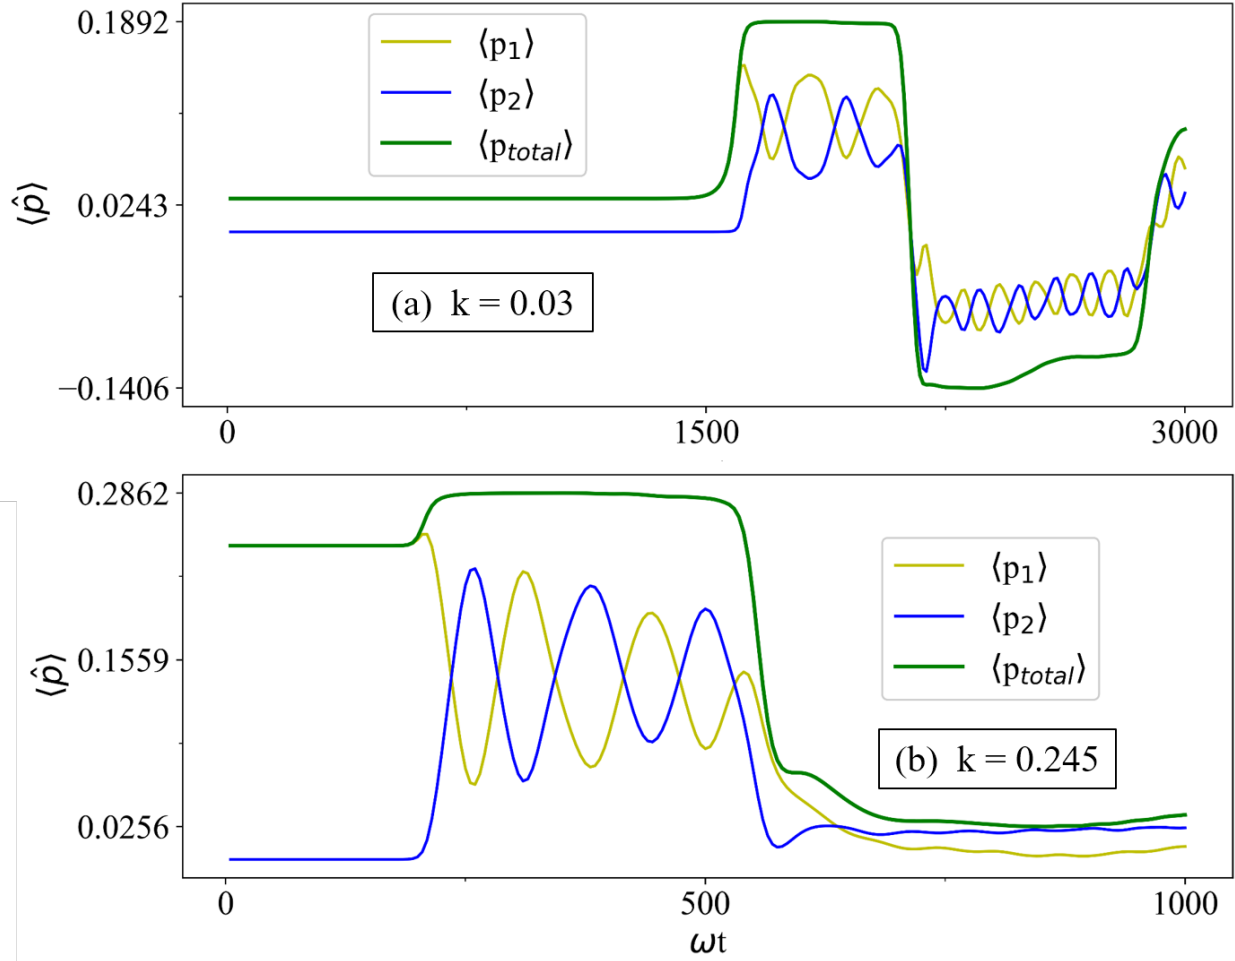 0.1892
0.0243
−0.1406
⟨p̂⟩
⟨p₁⟩
⟨p₂⟩
⟨pₜₒₜₐₗ⟩
(a) k = 0.03
0 1500 3000
0.2862
0.1559
0.0256
⟨p̂⟩
⟨p₁⟩
⟨p₂⟩
⟨pₜₒₜₐₗ⟩
(b) k = 0.245
0 500 1000
ωt